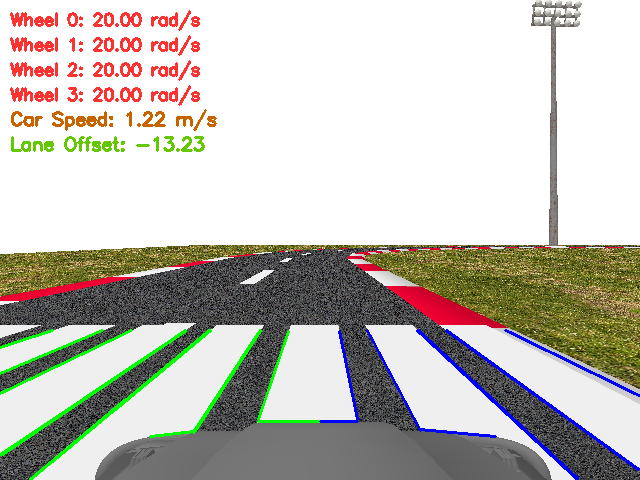 Wheel 0: 20.00 rad/s
Wheel 1: 20.00 rad/s
Wheel 2: 20.00 rad/s
Wheel 3: 20.00 rad/s
Car Speed: 1.22 m/s
Lane Offset: -13.23